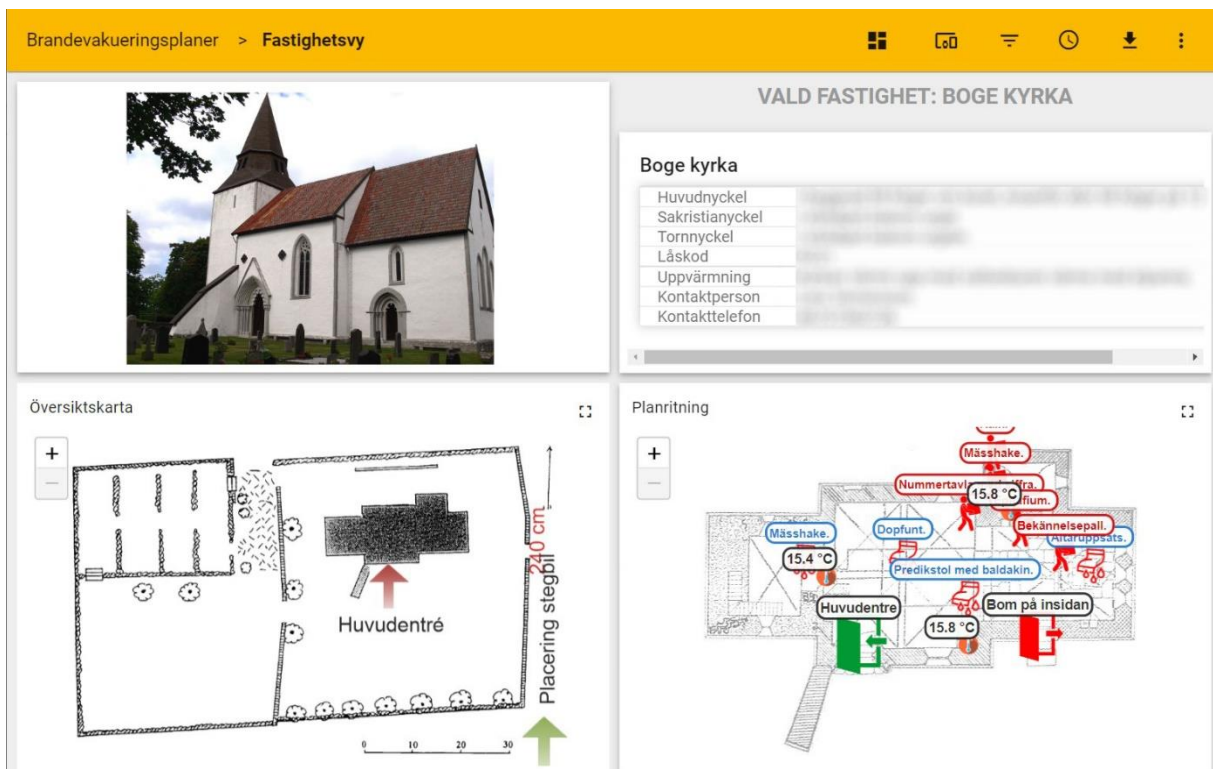 Brandevakueringsplaner > Fastighetsvy
VALD FASTIGHET: BOGE KYRKA
Boge kyrka
Huvudnyckel
Sakristianyckel
Tornnyckel
Låskod
Uppvärmning
Kontaktperson
Kontakttelefon
Översiktskarta
+
−
240 cm
Placering stegbil
Huvudentré
0 10 20 30
Planritning
+
−
Mässhake.
15.8 °C
Bekännelsepall.
Mässhake.
Dopfunt.
15.4 °C
Predikstol med baldakin.
Altaruppsats.
Huvudentre
Bom på insidan
15.8 °C